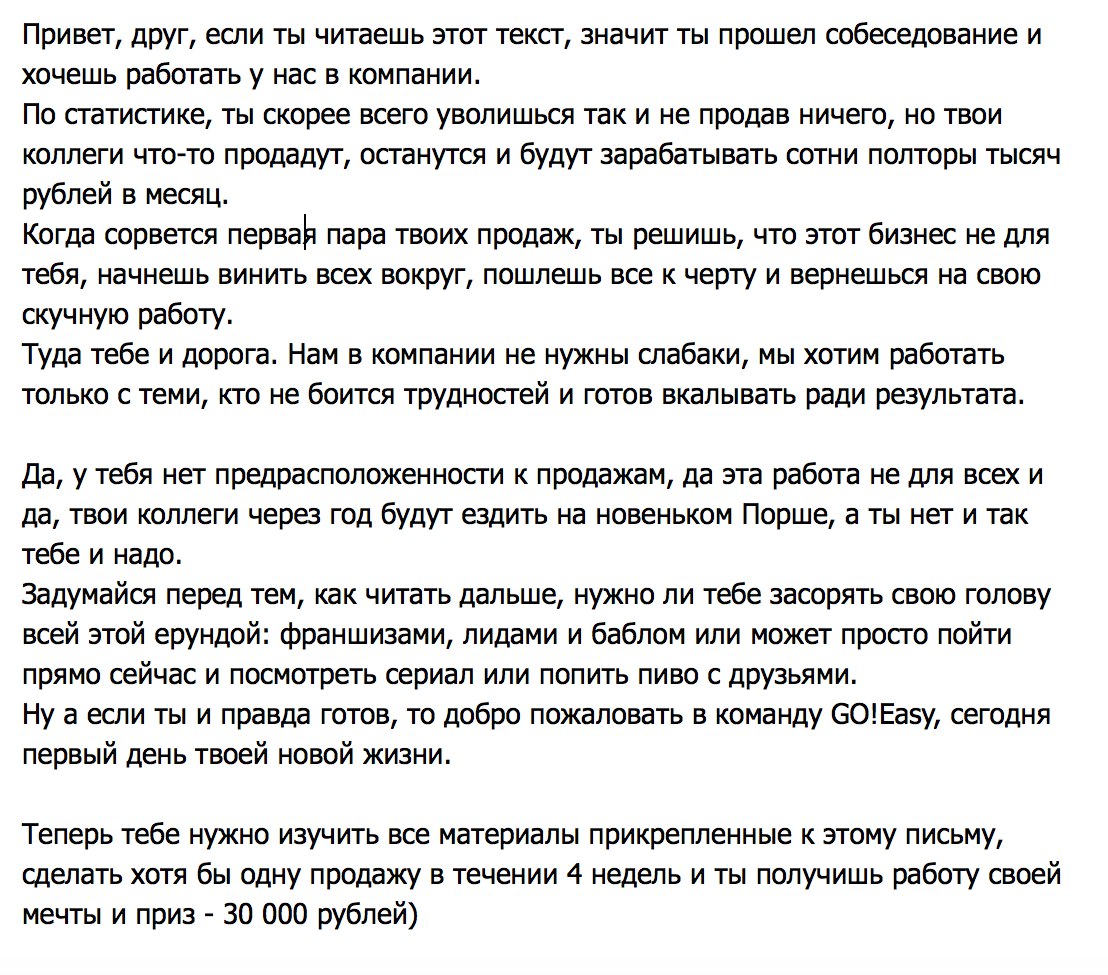 Привет, друг, если ты читаешь этот текст, значит ты прошел собеседование и
хочешь работать у нас в компании.
По статистике, ты скорее всего уволишься так и не продав ничего, но твои
коллеги что-то продадут, останутся и будут зарабатывать сотни полторы тысяч
рублей в месяц.
Когда сорвется первая пара твоих продаж, ты решишь, что этот бизнес не для
тебя, начнешь винить всех вокруг, пошлешь все к черту и вернешься на свою
скучную работу.
Туда тебе и дорога. Нам в компании не нужны слабаки, мы хотим работать
только с теми, кто не боится трудностей и готов вкалывать ради результата.

Да, у тебя нет предрасположенности к продажам, да эта работа не для всех и
да, твои коллеги через год будут ездить на новеньком Порше, а ты нет и так
тебе и надо.
Задумайся перед тем, как читать дальше, нужно ли тебе засорять свою голову
всей этой ерундой: франшизами, лидами и баблом или может просто пойти
прямо сейчас и посмотреть сериал или попить пиво с друзьями.
Ну а если ты и правда готов, то добро пожаловать в команду GO!Easy, сегодня
первый день твоей новой жизни.

Теперь тебе нужно изучить все материалы прикрепленные к этому письму,
сделать хотя бы одну продажу в течении 4 недель и ты получишь работу своей
мечты и приз - 30 000 рублей)